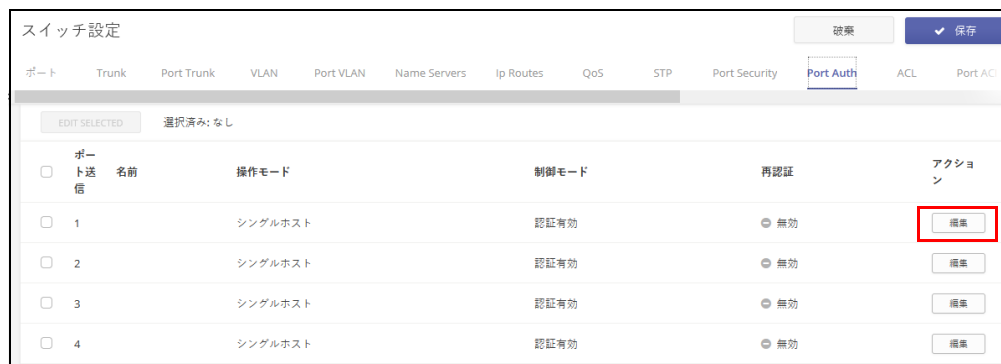 スイッチ設定
破棄
✔ 保存
ポート Trunk Port Trunk VLAN Port VLAN Name Servers Ip Routes QoS STP Port Security Port Auth ACL Port AC
EDIT SELECTED 選択済み: なし
ポー
ト送
信
名前 操作モード 制御モード 再認証
アクショ
ン
1 シングルホスト 認証有効 無効 編集
2 シングルホスト 認証有効 無効 編集
3 シングルホスト 認証有効 無効 編集
4 シングルホスト 認証有効 無効 編集